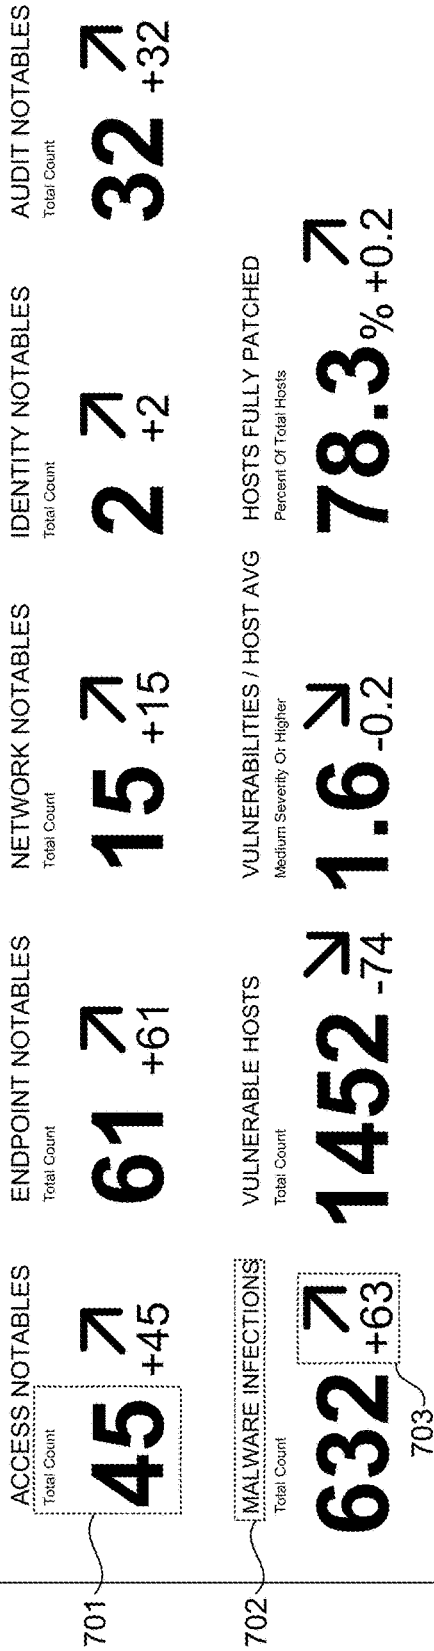 ACCESS NOTABLES
Total Count
45
+45
ENDPOINT NOTABLES
Total Count
61
+61
NETWORK NOTABLES
Total Count
15
+15
IDENTITY NOTABLES
Total Count
2
+2
AUDIT NOTABLES
Total Count
32
+32
701
MALWARE INFECTIONS
Total Count
632
+63
VULNERABLE HOSTS
Total Count
1452
-74
VULNERABILITIES / HOST AVG
Medium Severity Or Higher
1.6
-0.2
HOSTS FULLY PATCHED
Percent Of Total Hosts
78.3%
+0.2
702
703